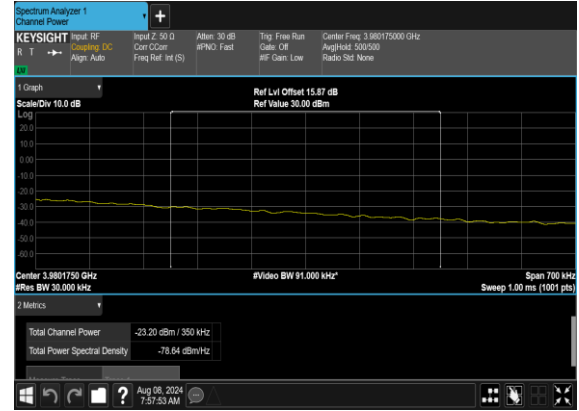 Spectrum Analyzer 1
Channel Power
+
KEYSIGHT Input: RF Input Z: 50 Ω Atten: 30 dB Trig: Free Run Center Freq: 3.980175000 GHz
R T Coupling: DC Corr CCorr #PNO: Fast Gate: Off Avg|Hold: 500/500
Align: Auto Freq Ref: Int (S) #IF Gain: Low Radio Std: None
1 Graph
Ref Lvl Offset 15.87 dB
Scale/Div 10.0 dB Ref Value 30.00 dBm
Log
20.0
10.0
0.00
-10.0
-20.0
-30.0
-40.0
-50.0
-60.0
Center 3.9801750 GHz #Video BW 91.000 kHz* Span 700 kHz
#Res BW 30.000 kHz Sweep 1.00 ms (1001 pts)
2 Metrics
Total Channel Power -23.20 dBm / 350 kHz
Total Power Spectral Density -78.64 dBm/Hz
? Aug 08, 2024
7:57:53 AM